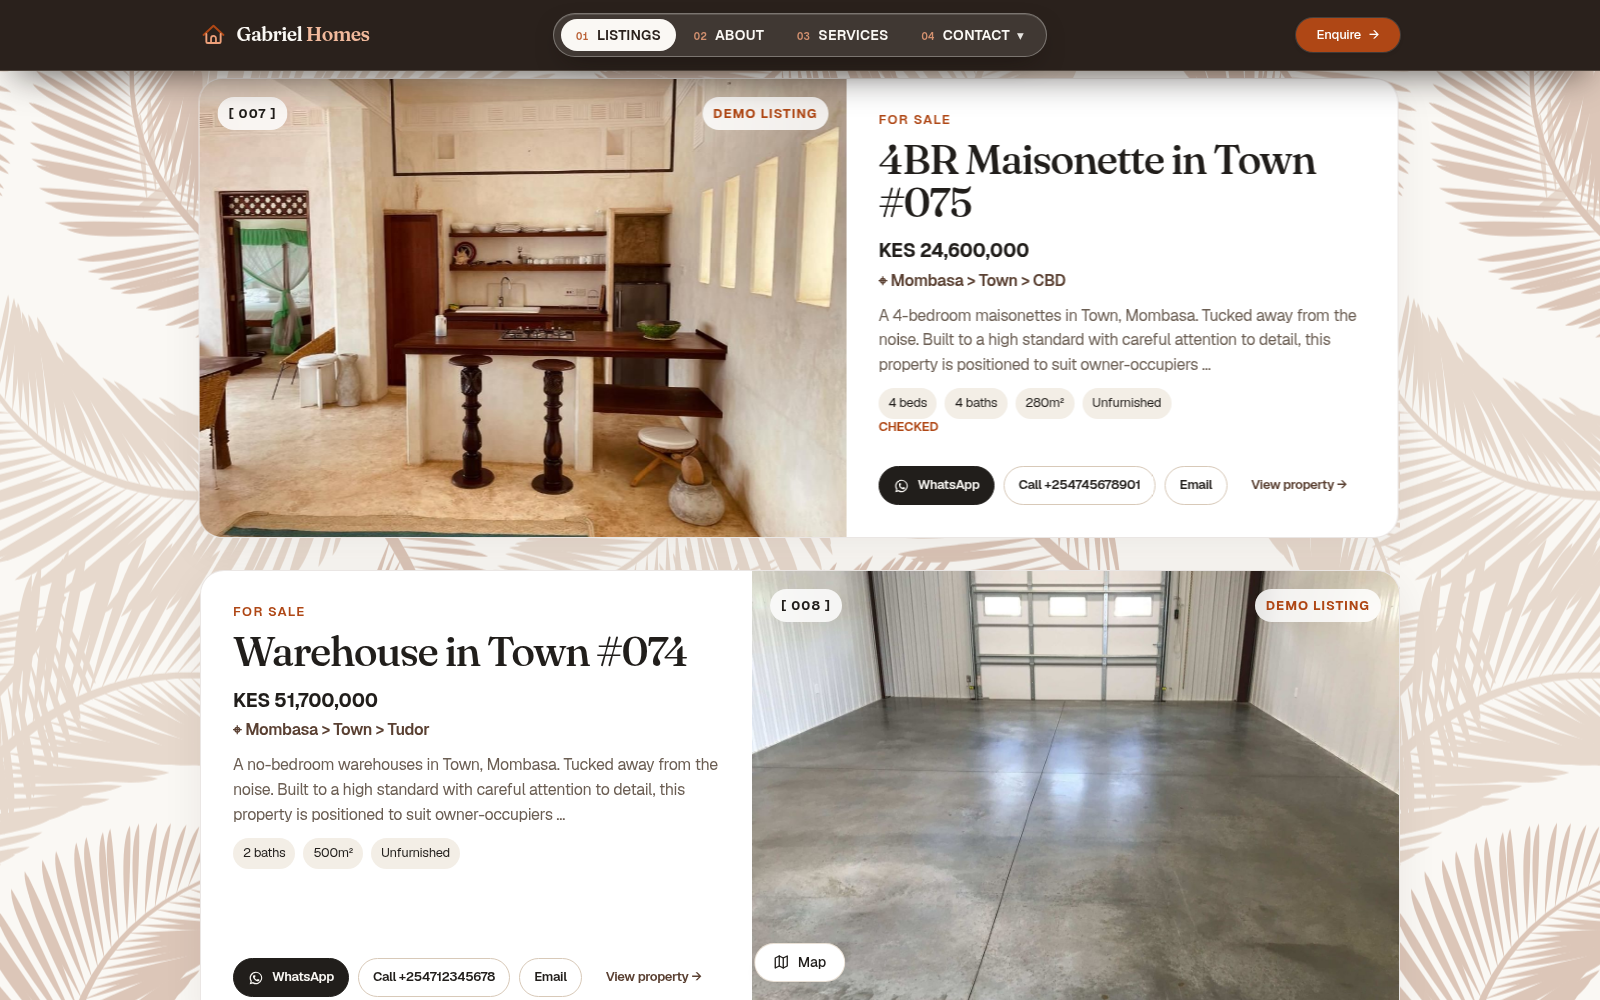 Gabriel Homes
01 LISTINGS
02 ABOUT
03 SERVICES
04 CONTACT ▾
Enquire →
[ 007 ]
DEMO LISTING
FOR SALE
4BR Maisonette in Town
#075
KES 24,600,000
⌖ Mombasa > Town > CBD
A 4-bedroom maisonettes in Town, Mombasa. Tucked away from the
noise. Built to a high standard with careful attention to detail, this
property is positioned to suit owner-occupiers ...
4 beds
4 baths
280m²
Unfurnished
CHECKED
WhatsApp
Call +254745678901
Email
View property →
FOR SALE
Warehouse in Town #074
KES 51,700,000
⌖ Mombasa > Town > Tudor
A no-bedroom warehouses in Town, Mombasa. Tucked away from the
noise. Built to a high standard with careful attention to detail, this
property is positioned to suit owner-occupiers ...
2 baths
500m²
Unfurnished
WhatsApp
Call +254712345678
Email
View property →
[ 008 ]
DEMO LISTING
Map